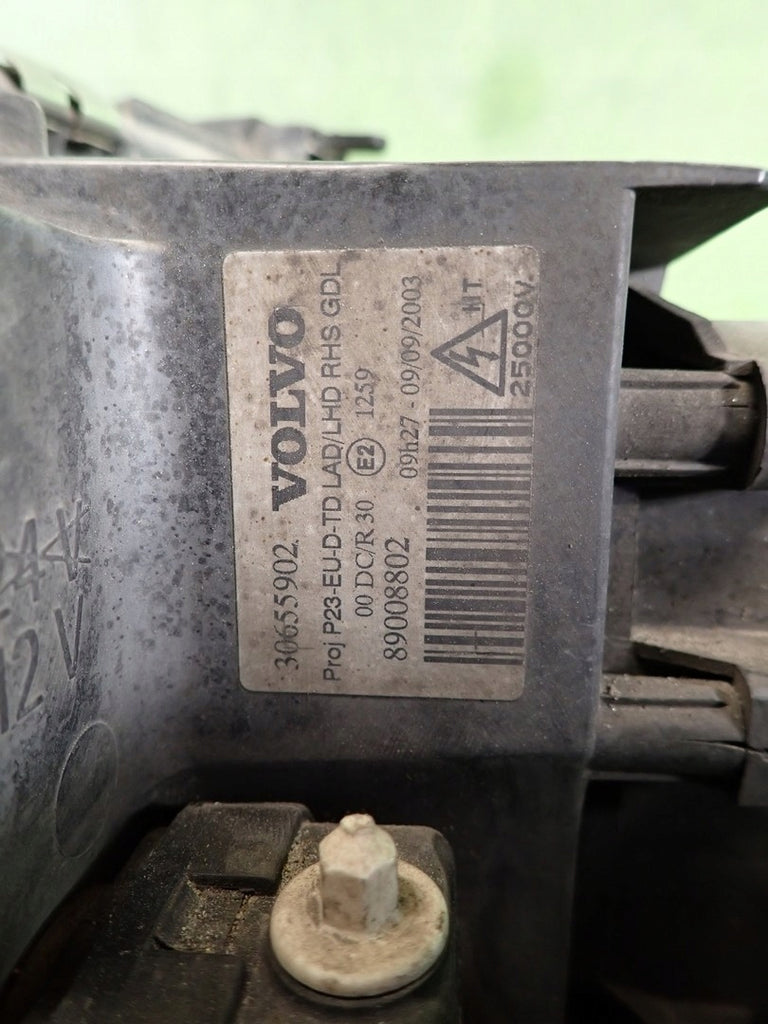 30655902 VOLVO
Proj P23-EU-D-TD LAD/LHD RHS GDL
00 DC/R 30 E2 1259
89008802 09h27 - 09/09/2003
HT
25000V
12 V